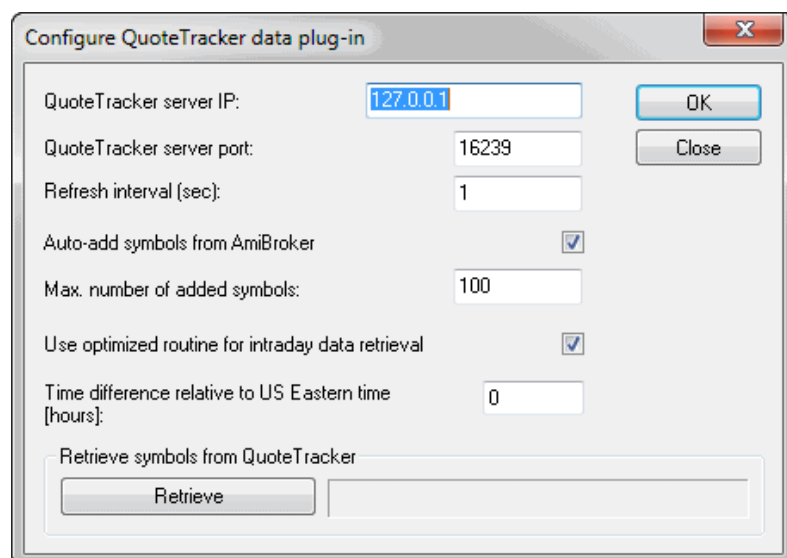 Configure QuoteTracker data plug-in
QuoteTracker server IP: 127.0.0.1 OK
QuoteTracker server port: 16239 Close
Refresh interval (sec): 1
Auto-add symbols from AmiBroker
Max. number of added symbols: 100
Use optimized routine for intraday data retrieval
Time difference relative to US Eastern time 0
[hours]:
Retrieve symbols from QuoteTracker
Retrieve